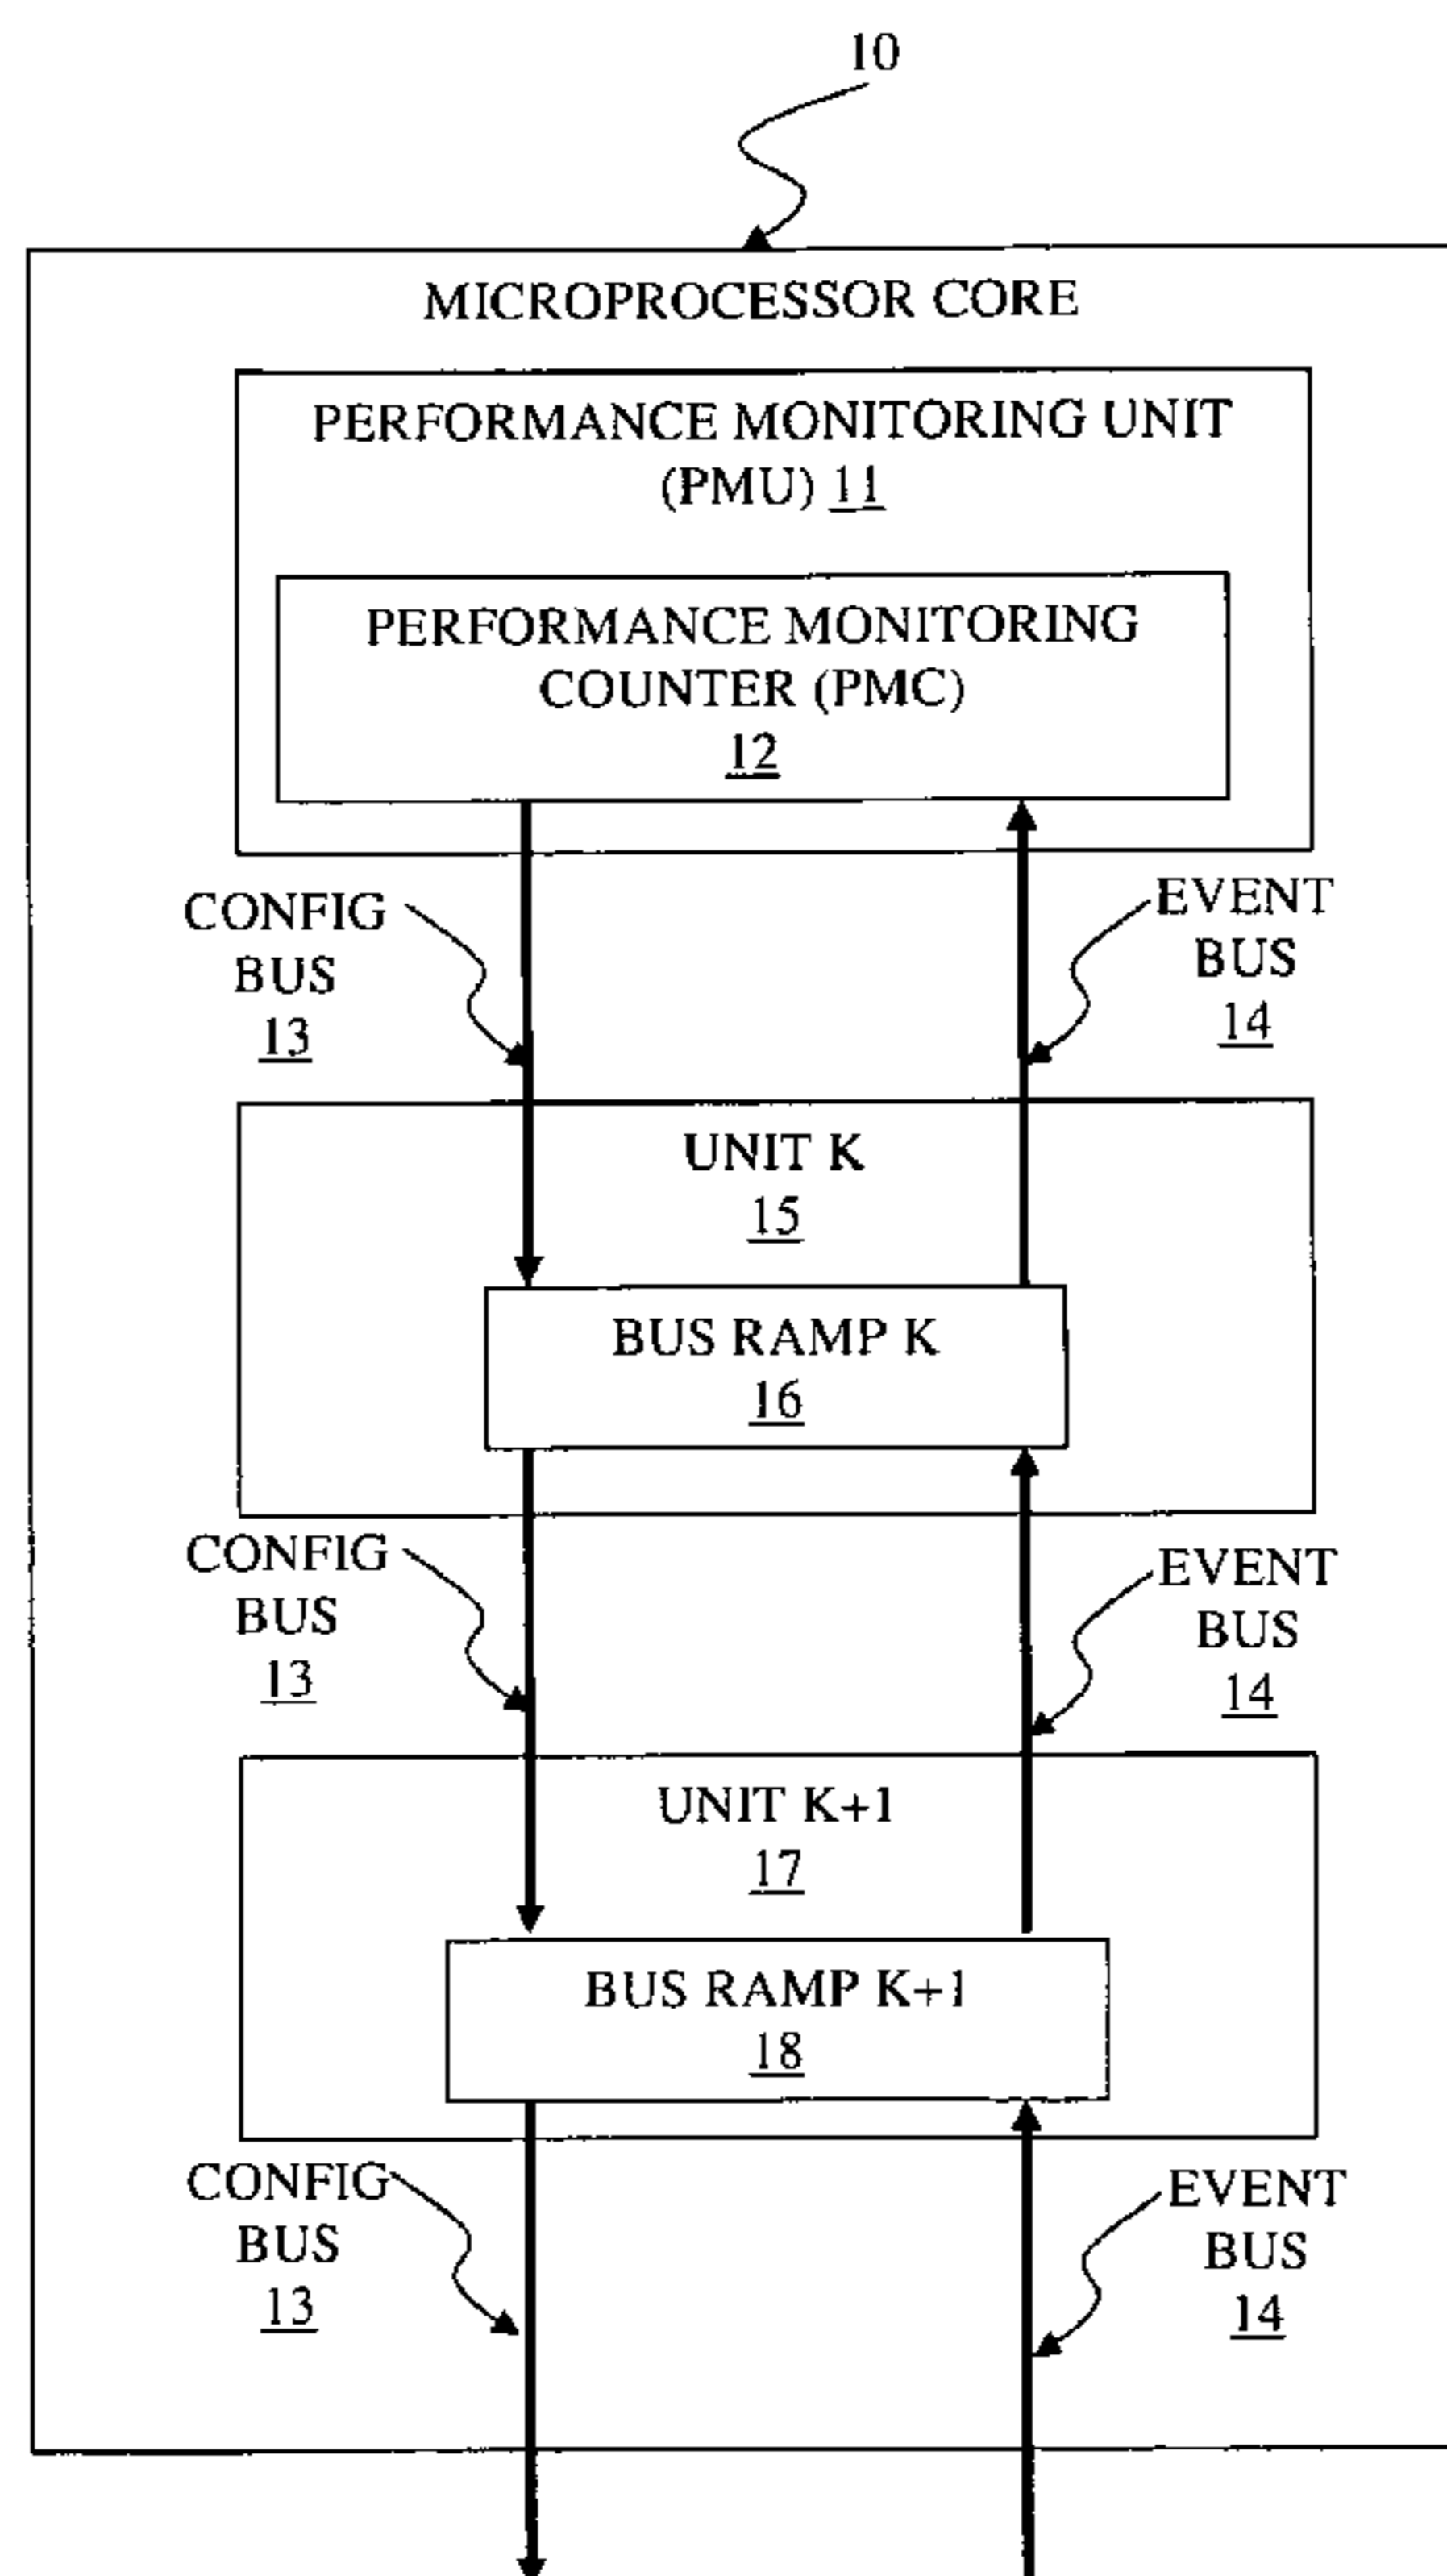 10
MICROPROCESSOR CORE
PERFORMANCE MONITORING UNIT
(PMU) 11
PERFORMANCE MONITORING
COUNTER (PMC)
12
CONFIG
BUS
13
EVENT
BUS
14
UNIT K
15
BUS RAMP K
16
CONFIG
BUS
13
EVENT
BUS
14
UNIT K+1
17
BUS RAMP K+1
18
CONFIG
BUS
13
EVENT
BUS
14